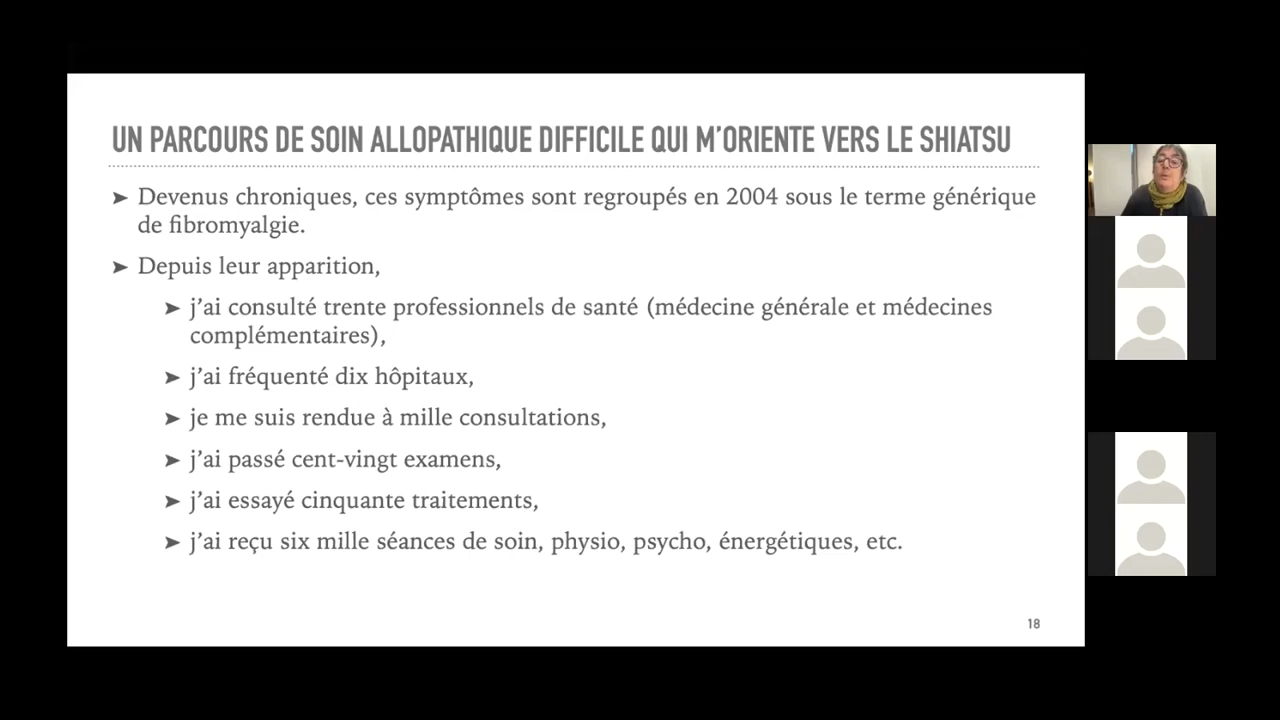 UN PARCOURS DE SOIN ALLOPATHIQUE DIFFICILE QUI M’ORIENTE VERS LE SHIATSU
➤ Devenus chroniques, ces symptômes sont regroupés en 2004 sous le terme générique
de fibromyalgie.
➤ Depuis leur apparition,
➤ j’ai consulté trente professionnels de santé (médecine générale et médecines
complémentaires),
➤ j’ai fréquenté dix hôpitaux,
➤ je me suis rendue à mille consultations,
➤ j’ai passé cent-vingt examens,
➤ j’ai essayé cinquante traitements,
➤ j’ai reçu six mille séances de soin, physio, psycho, énergétiques, etc.
18